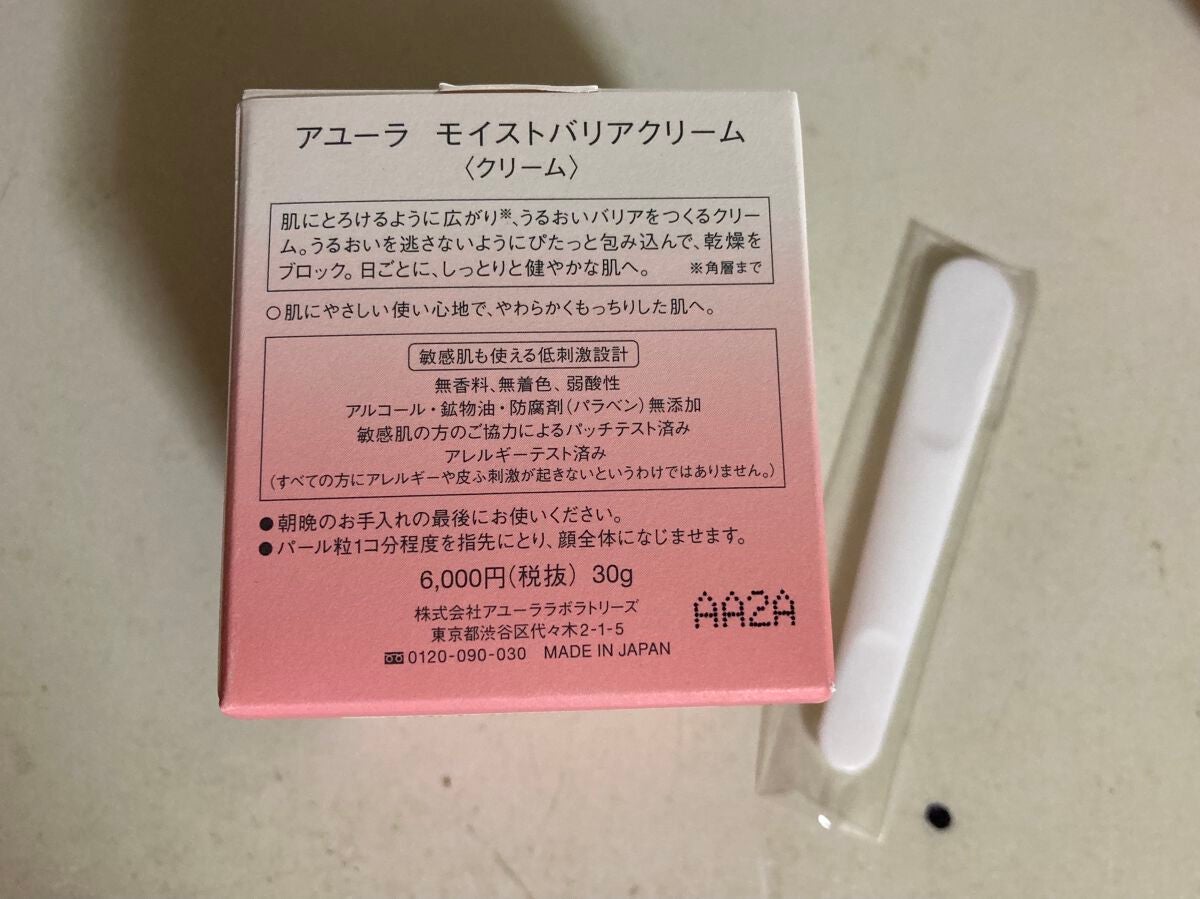 アユーラ モイストバリアクリーム
〈クリーム〉
肌にとろけるように広がり※、うるおいバリアをつくるクリー
ム。うるおいを逃さないようにぴたっと包み込んで、乾燥を
ブロック。日ごとに、しっとりと健やかな肌へ。 ※角層まで
○肌にやさしい使い心地で、やわらかくもっちりした肌へ。
敏感肌も使える低刺激設計
無香料、無着色、弱酸性
アルコール・鉱物油・防腐剤（パラベン）無添加
敏感肌の方のご協力によるパッチテスト済み
アレルギーテスト済み
（すべての方にアレルギーや皮ふ刺激が起きないというわけではありません。）
●朝晩のお手入れの最後にお使いください。
●パール粒1コ分程度を指先にとり、顔全体になじませます。
6,000円（税抜） 30g
株式会社アユーララボラトリーズ
東京都渋谷区代々木2-1-5
0120-090-030 MADE IN JAPAN
AA2A